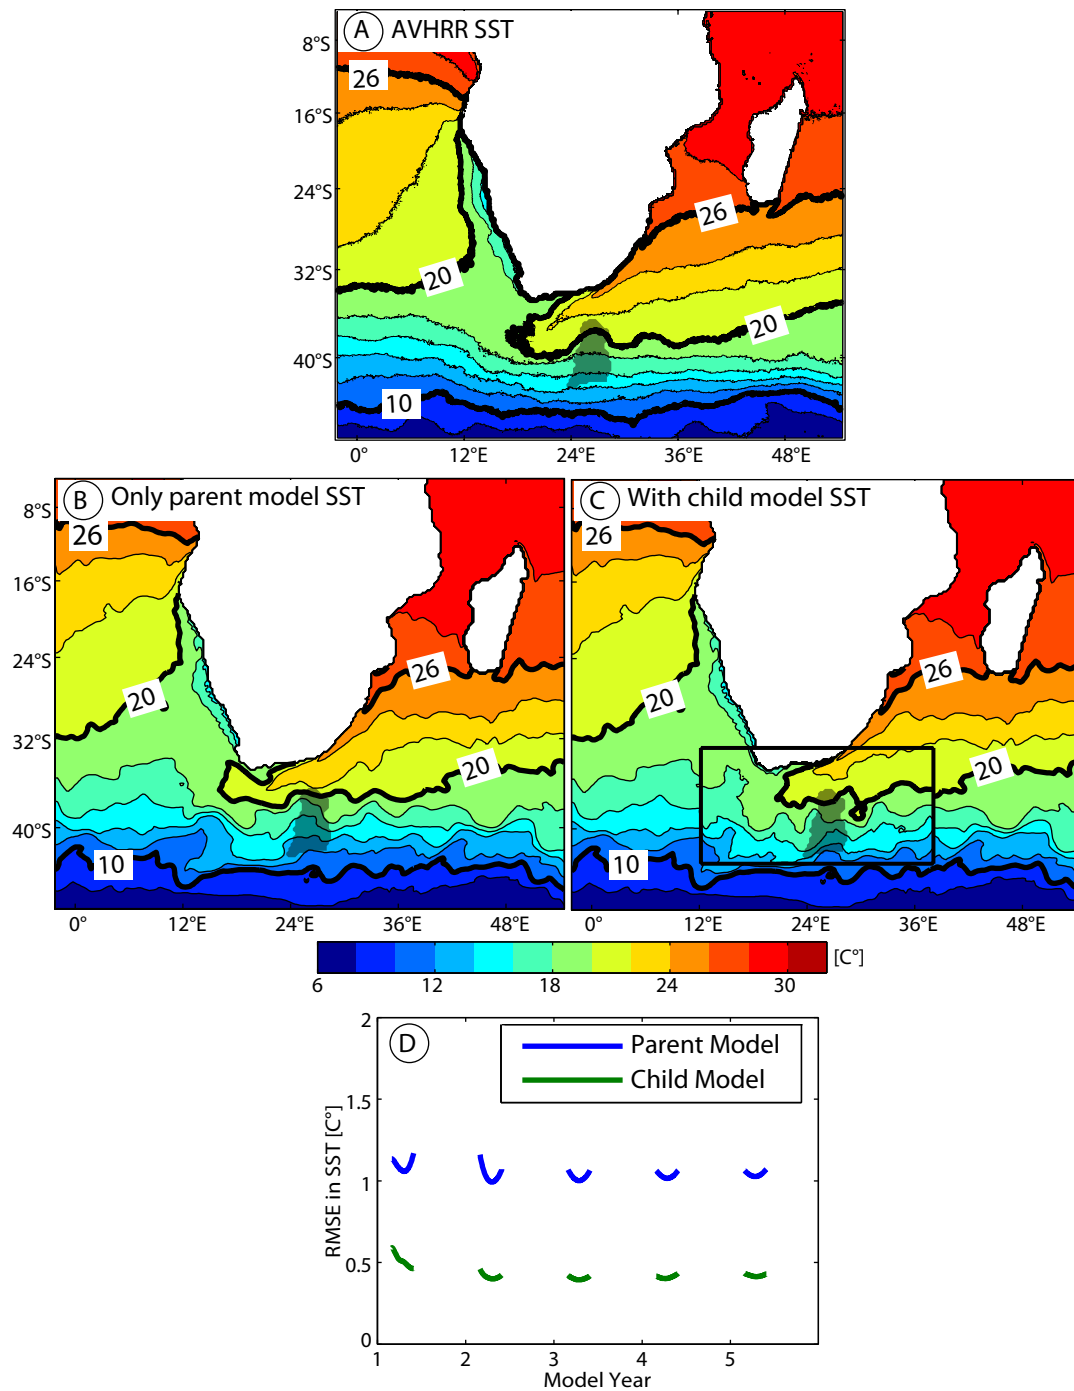 A AVHRR SST
8°S
16°S
24°S
32°S
40°S
26
26
20
20
10
0° 12°E 24°E 36°E 48°E
B Only parent model SST
8°S
16°S
24°S
32°S
40°S
26
26
20
20
10
0° 12°E 24°E 36°E 48°E
C With child model SST
26
26
20
20
10
0° 12°E 24°E 36°E 48°E
[C°]
6 12 18 24 30
D
Parent Model
Child Model
RMSE in SST [C°]
2
1.5
1
0.5
0
1 2 3 4 5
Model Year